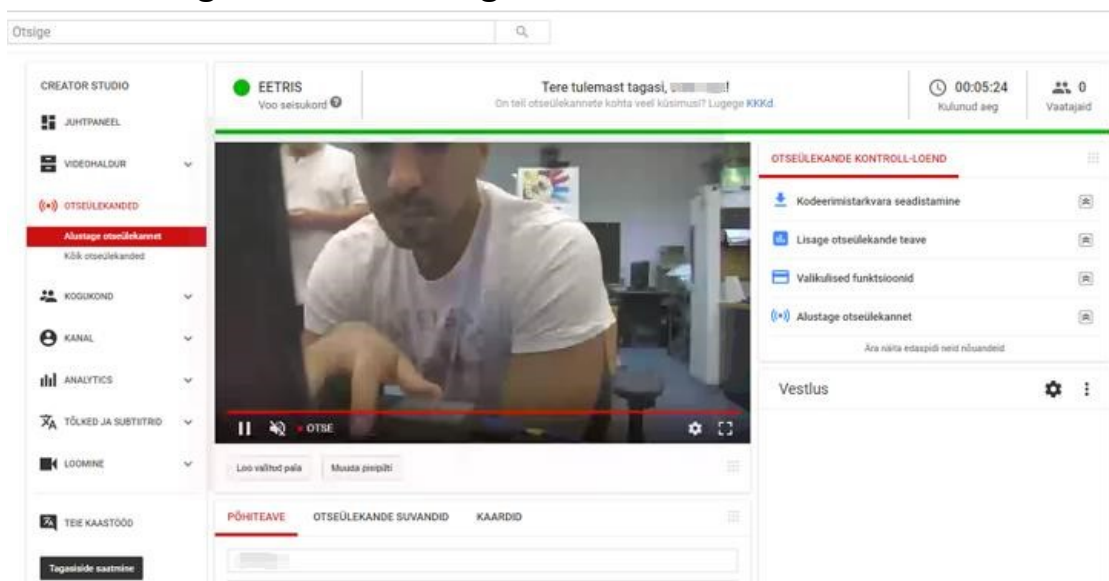 Otsige
CREATOR STUDIO
JUHTPANEEL
VIDEOHALDUR
OTSEÜLEKANDED
Alustage otseülekannet
Kõik otseülekanded
KOGUKOND
KANAL
ANALYTICS
TÕLKED JA SUBTIITRID
LOOMINE
TEIE KAASTÖÖD
Tagasiside saatmine
EETRIS
Voo seisukord
Tere tulemast tagasi, !
On teil otseülekannete kohta veel küsimusi? Lugege KKKd.
00:05:24
Kulunud aeg
0
Vaatajaid
OTSE
Loo valitud pala
Muuda pisipilti
PÕHITEAVE OTSEÜLEKANDE SUVANDID KAARDID
OTSEÜLEKANDE KONTROLL-LOEND
Kodeerimistarkvara seadistamine
Lisage otseülekande teave
Valikulised funktsioonid
Alustage otseülekannet
Ära näita edaspidi neid nõuandeid
Vestlus